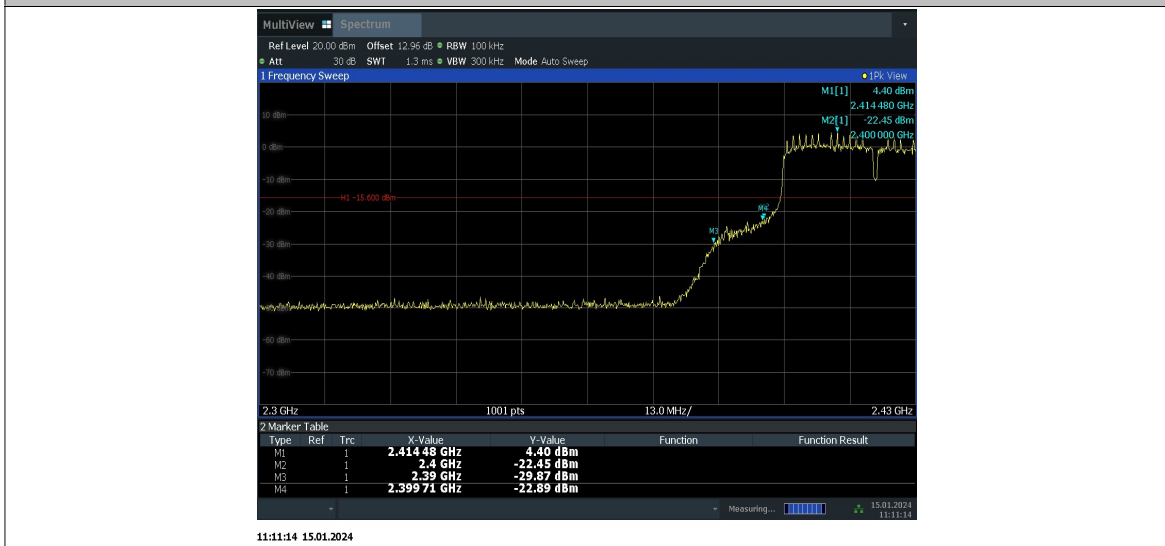 MultiView Spectrum
Ref Level 20.00 dBm Offset 12.96 dB RBW 100 kHz
Att 30 dB SWT 1.3 ms VBW 300 kHz Mode Auto Sweep
1 Frequency Sweep 1Pk View
M1[1] 4.40 dBm
2.414 480 GHz
10 dBm
M2[1] -22.45 dBm
2.400 000 GHz
0 dBm
-10 dBm
H1 -15.600 dBm
-20 dBm
M4
M3
-30 dBm
-40 dBm
-60 dBm
-70 dBm
2.3 GHz 1001 pts 13.0 MHz/ 2.43 GHz
2 Marker Table
Type Ref Trc X-Value Y-Value Function Function Result
M1 1 2.414 48 GHz 4.40 dBm
M2 1 2.4 GHz -22.45 dBm
M3 1 2.39 GHz -29.87 dBm
M4 1 2.399 71 GHz -22.89 dBm
Measuring... 15.01.2024
11:11:14
11:11:14 15.01.2024